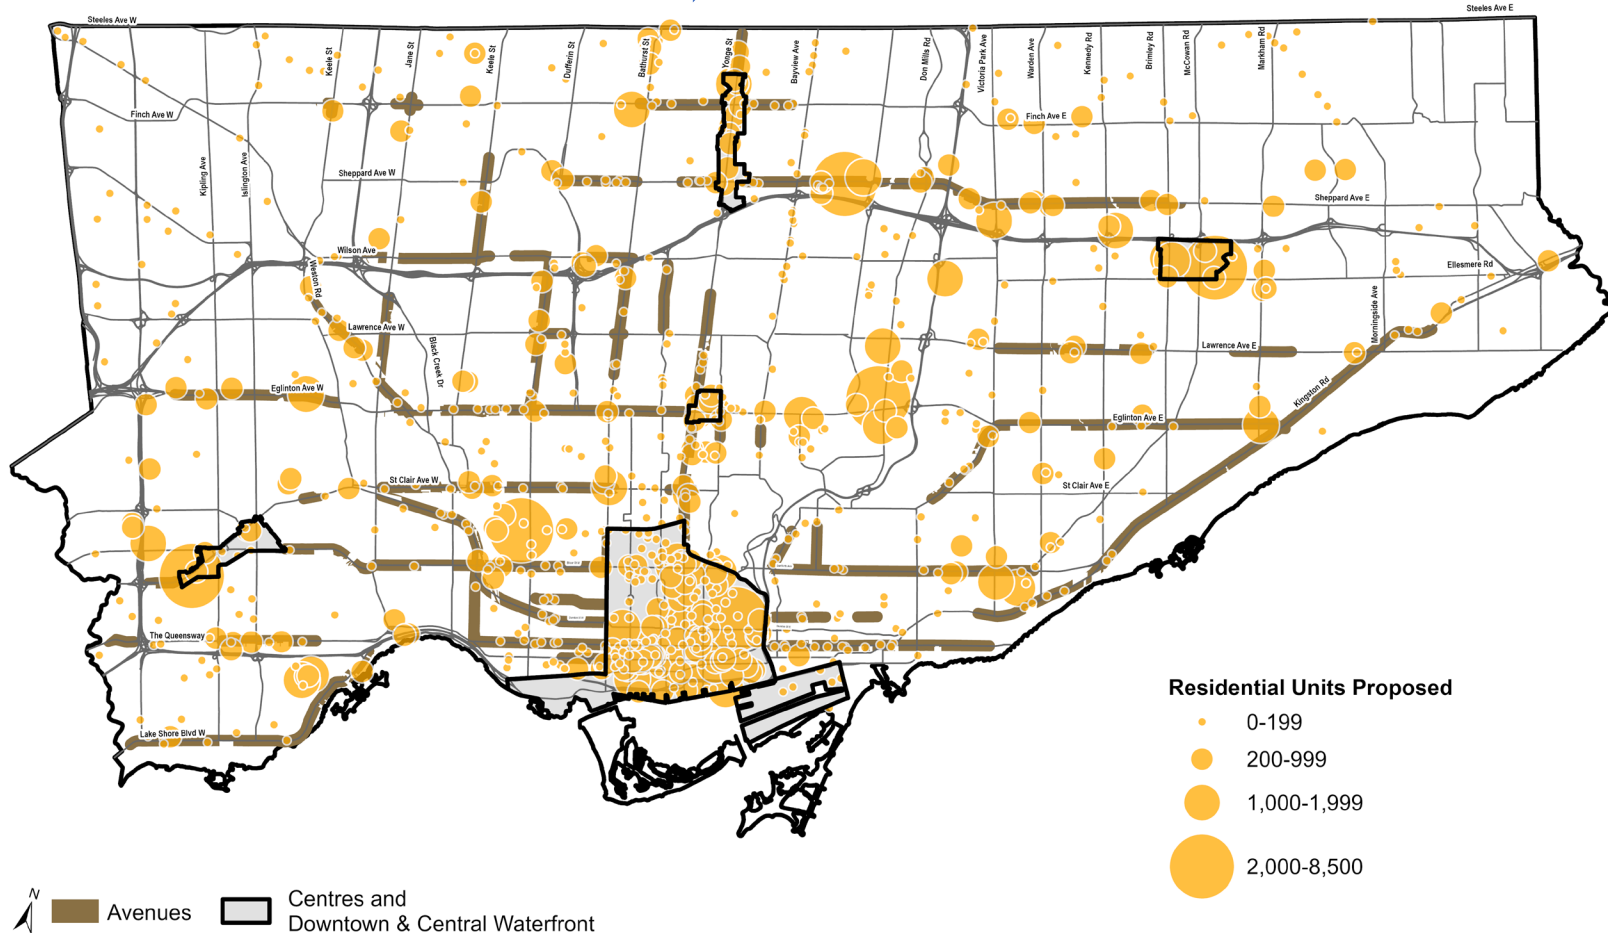 Steeles Ave W
Steeles Ave E
Keele St
Jane St
Keele St
Dufferin St
Bathurst St
Yonge St
Bayview Ave
Don Mills Rd
Victoria Park Ave
Warden Ave
Kennedy Rd
Brimley Rd
McCowan Rd
Markham Rd
Finch Ave W
Finch Ave E
Kipling Ave
Islington Ave
Sheppard Ave W
Sheppard Ave E
Wilson Ave
Weston Rd
Ellesmere Rd
Morningside Ave
Lawrence Ave W
Black Creek Dr
Lawrence Ave E
Eglinton Ave W
Kingston Rd
Eglinton Ave E
St Clair Ave W
St Clair Ave E
The Queensway
Lake Shore Blvd W
Residential Units Proposed
0-199
200-999
1,000-1,999
2,000-8,500
N
Avenues
Centres and
Downtown & Central Waterfront